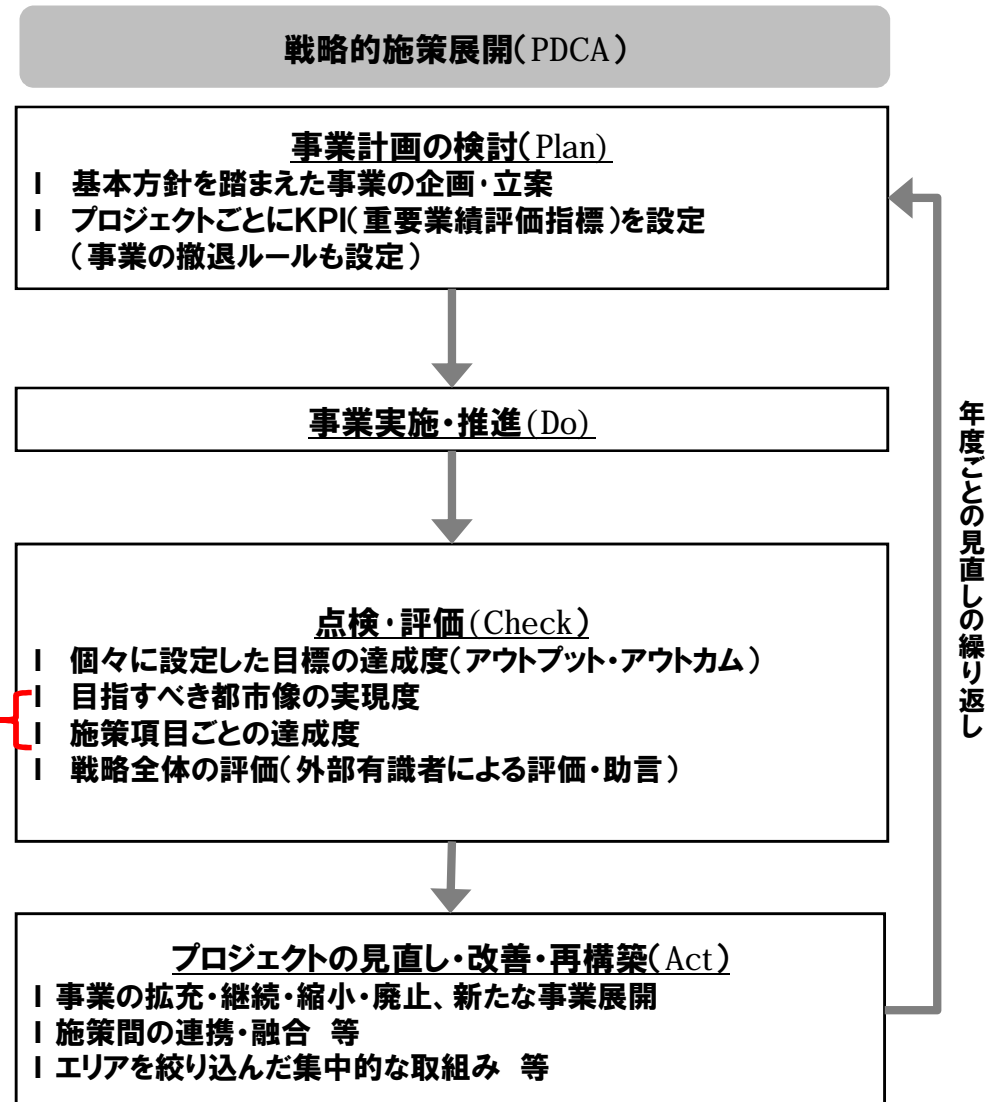 戦略的施策展開(PDCA)
事業計画の検討(Plan)
l 基本方針を踏まえた事業の企画・立案
l プロジェクトごとにKPI(重要業績評価指標)を設定
(事業の撤退ルールも設定)
事業実施・推進(Do)
点検・評価(Check)
l 個々に設定した目標の達成度(アウトプット・アウトカム)
l 目指すべき都市像の実現度
l 施策項目ごとの達成度
l 戦略全体の評価(外部有識者による評価・助言)
プロジェクトの見直し・改善・再構築(Act)
l 事業の拡充・継続・縮小・廃止、新たな事業展開
l 施策間の連携・融合 等
l エリアを絞り込んだ集中的な取組み 等
年度ごとの見直しの繰り返し